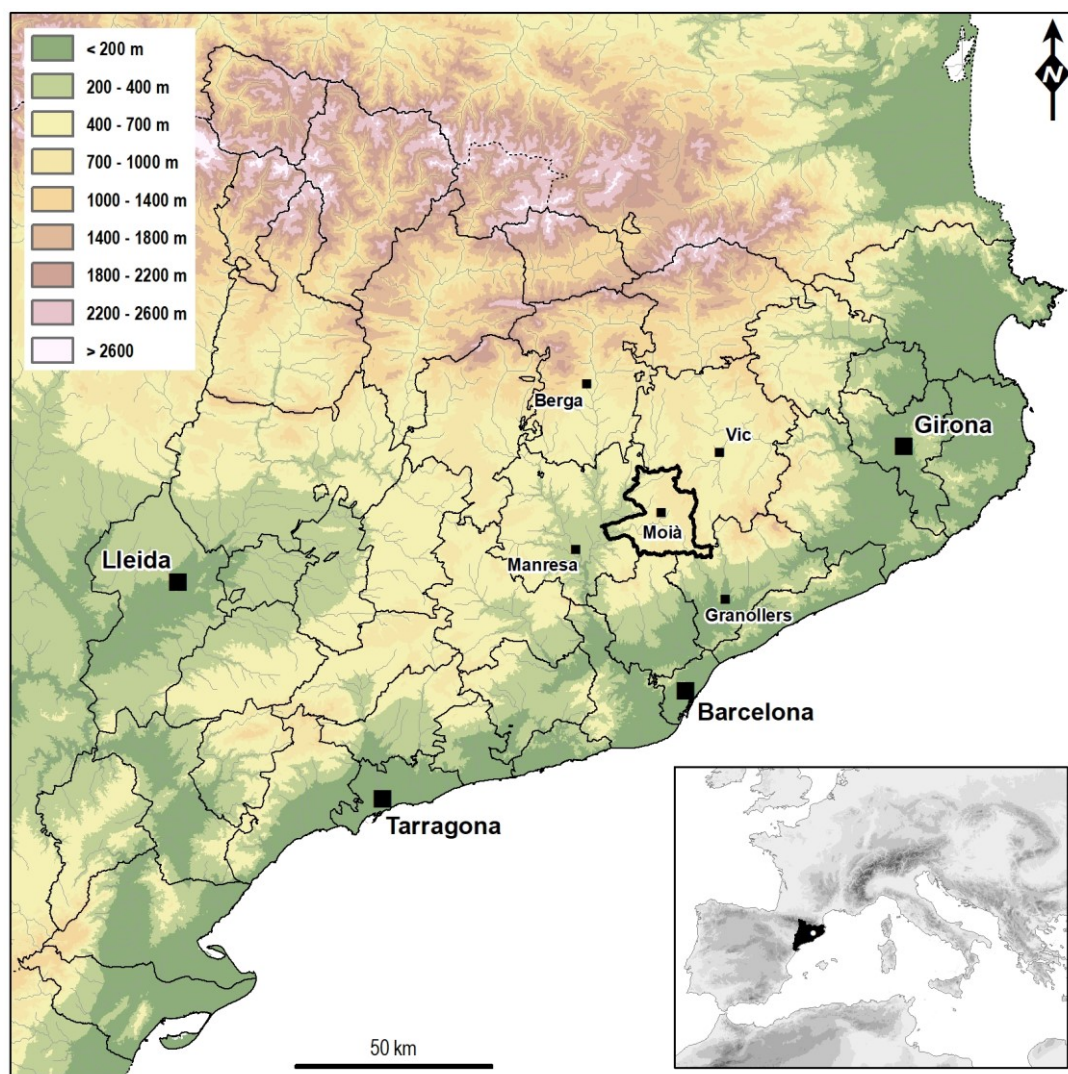 < 200 m
200 - 400 m
400 - 700 m
700 - 1000 m
1000 - 1400 m
1400 - 1800 m
1800 - 2200 m
2200 - 2600 m
> 2600
N
Berga
Vic
Girona
Moià
Manresa
Lleida
Granollers
Barcelona
Tarragona
50 km